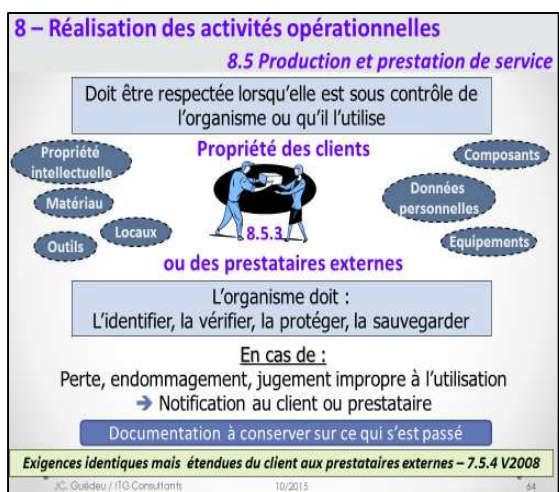 8 – Réalisation des activités opérationnelles
8.5 Production et prestation de service
Doit être respectée lorsqu'elle est sous contrôle de
l'organisme ou qu'il l'utilise
Propriété
intellectuelle
Propriété des clients
Composants
Matériau
Données
personnelles
Locaux
Outils
8.5.3
Equipements
ou des prestataires externes
L'organisme doit :
L'identifier, la vérifier, la protéger, la sauvegarder
En cas de :
Perte, endommagement, jugement impropre à l'utilisation
➔ Notification au client ou prestataire
Documentation à conserver sur ce qui s'est passé
Exigences identiques mais étendues du client aux prestataires externes – 7.5.4 V2008
JC. Guédeu / ITG Consultants
10/2015
64